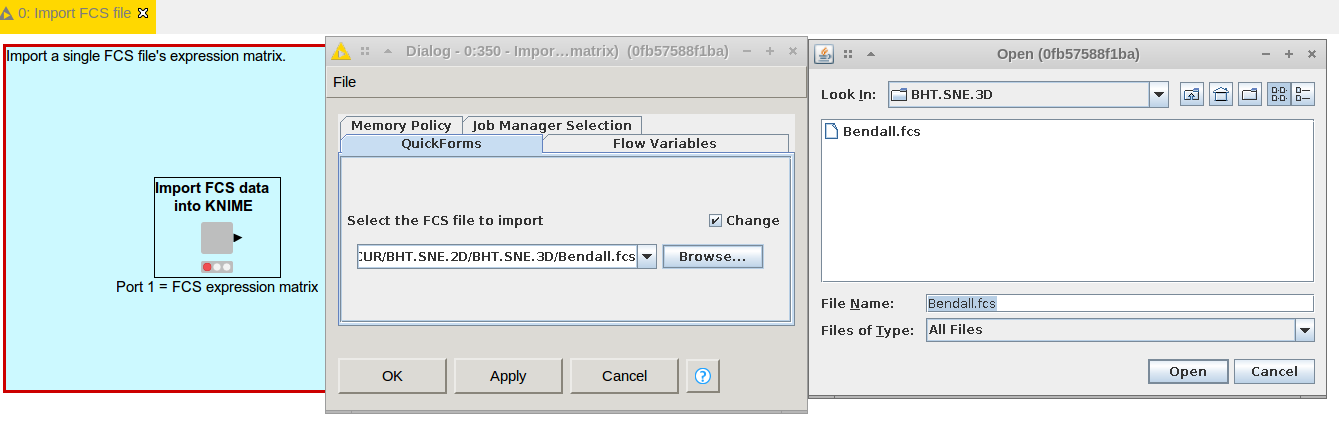 0: Import FCS file
Import a single FCS file's expression matrix.
Import FCS data
into KNIME
Port 1 = FCS expression matrix
Dialog - 0:350 - Impor...matrix) (0fb57588f1ba)
File
Memory Policy
Job Manager Selection
QuickForms
Flow Variables
Select the FCS file to import
Change
CUR/BHT.SNE.2D/BHT.SNE.3D/Bendall.fcs
Browse...
OK
Apply
Cancel
?
Open (0fb57588f1ba)
Look In:
BHT.SNE.3D
Bendall.fcs
File Name:
Bendall.fcs
Files of Type:
All Files
Open
Cancel